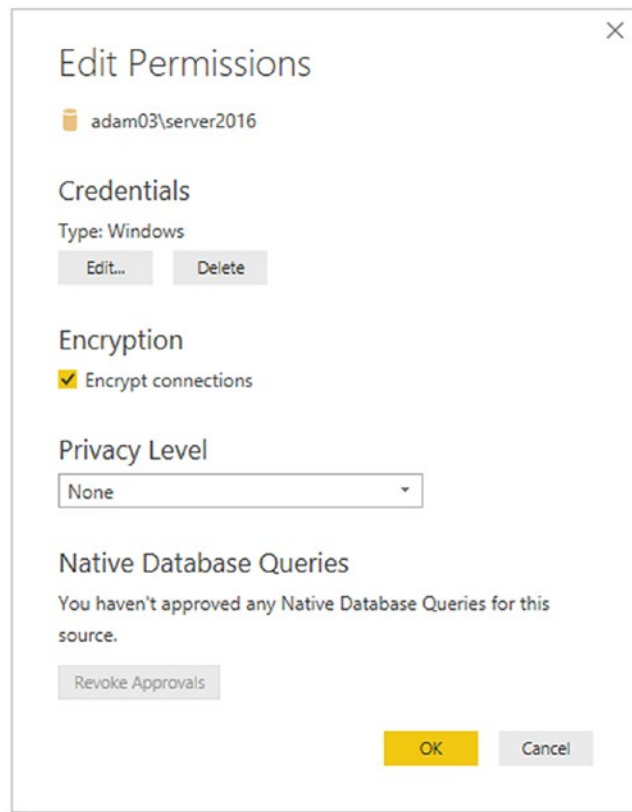 Edit Permissions
adam03\server2016
Credentials
Type: Windows
Edit...
Delete
Encryption
Encrypt connections
Privacy Level
None
Native Database Queries
You haven't approved any Native Database Queries for this
source.
Revoke Approvals
OK
Cancel